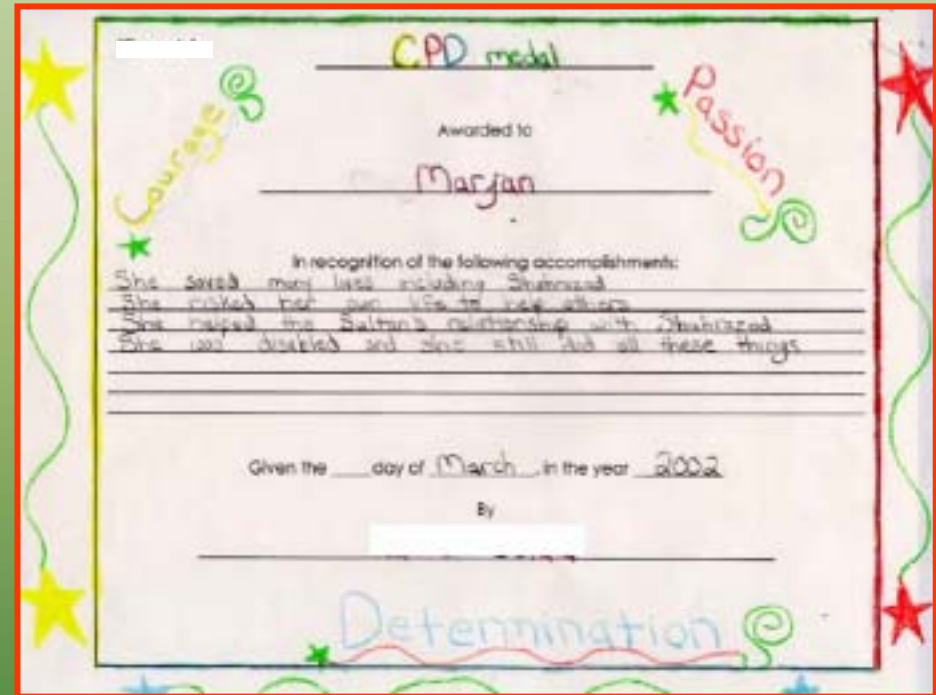 CPD medal
Courage
Passion
Awarded to
Marjan
In recognition of the following accomplishments:
She saved many lives including Shahrazad
She risked her own life to help others
She helped the Sultan's relationship with Shahrazad
She was disabled and she still did all these things
Given the ___ day of March, in the year 2002
By
Determination